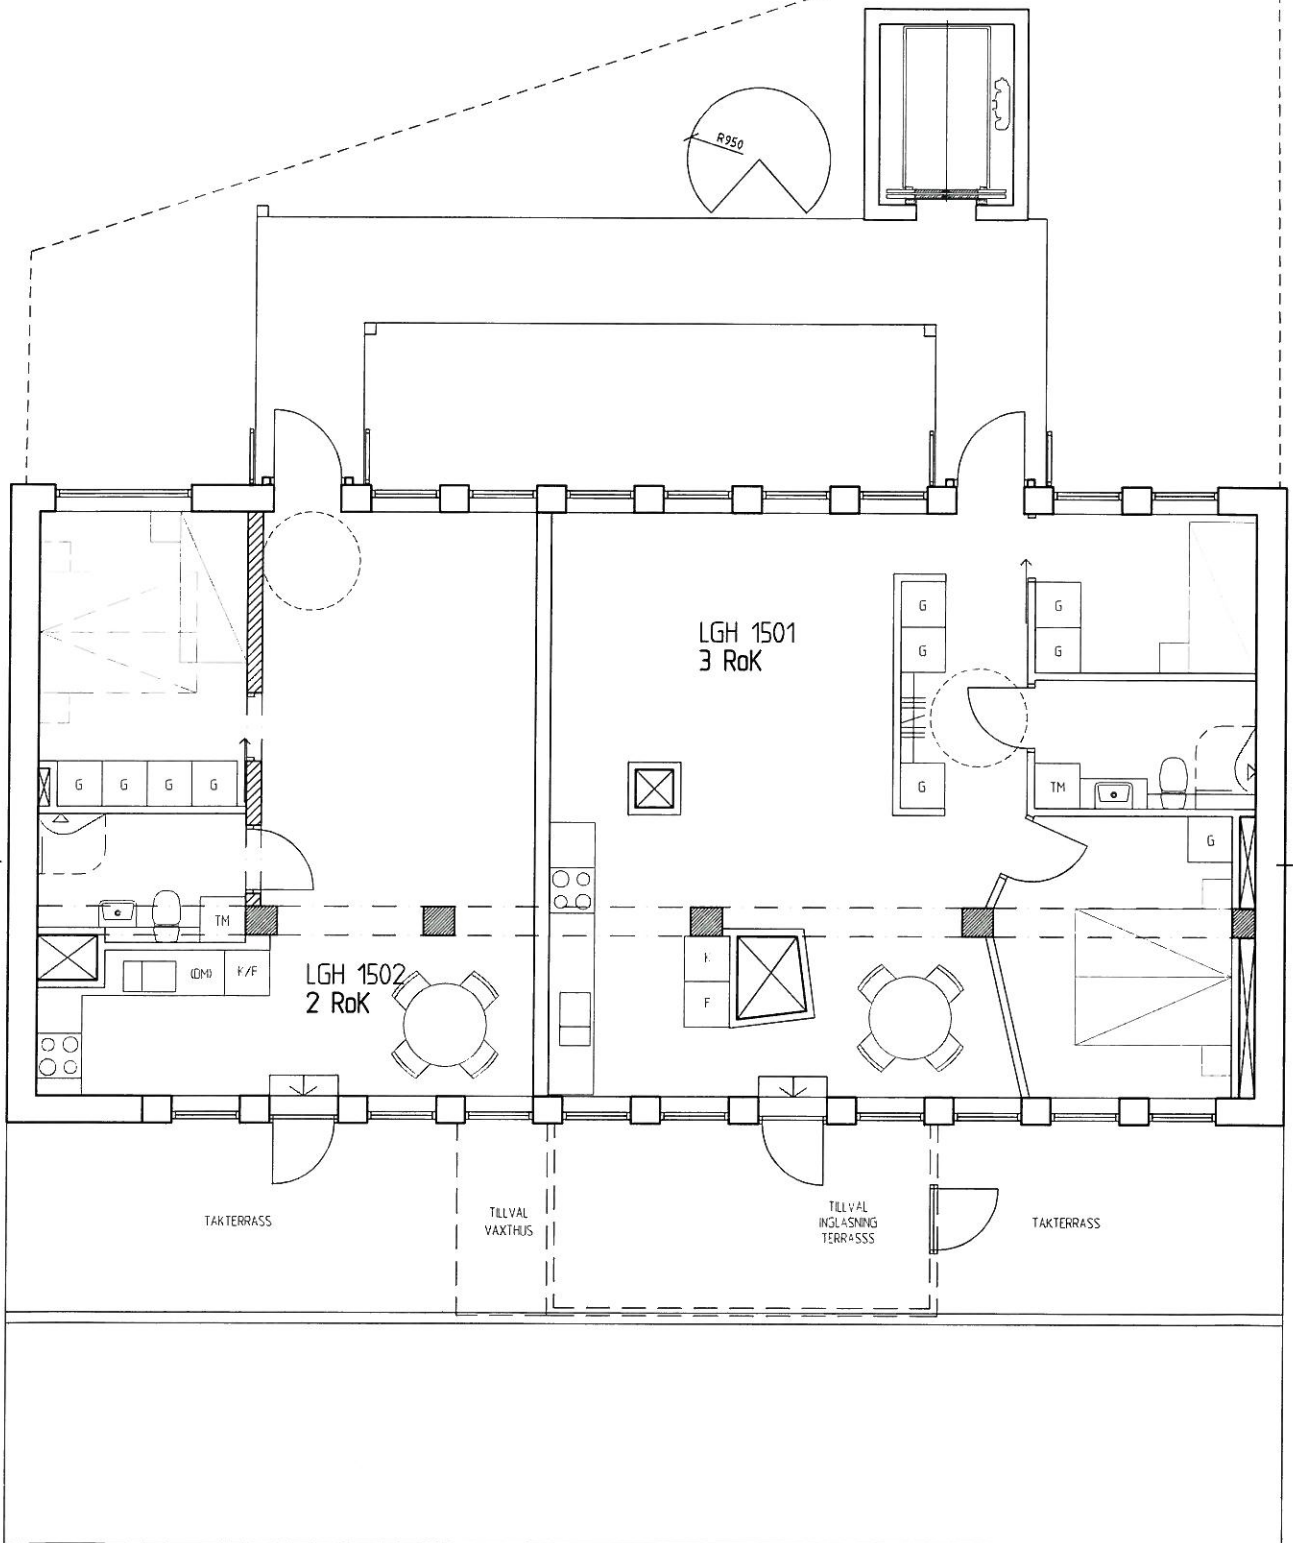 R950
LGH 1501
3 RoK
G
G
G
G
G
G
G
G
G
TM
G
TM
(DM)
K/F
LGH 1502
2 RoK
K
F
TAKTERRASS
TILLVAL
VAXTHUS
TILLVAL
INGLASNING
TERRASSS
TAKTERRASS